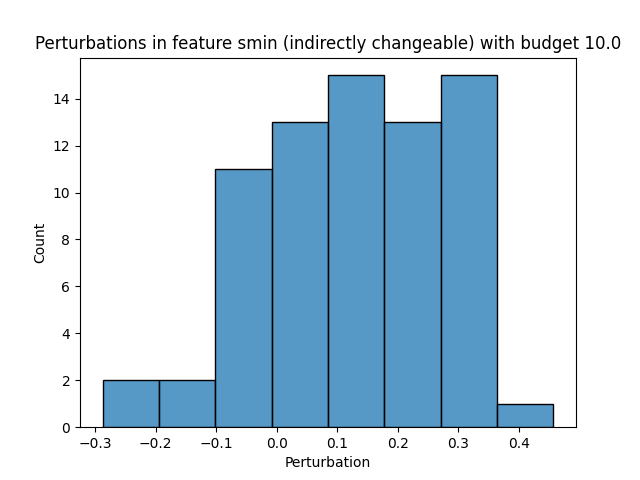 Perturbations in feature smin (indirectly changeable) with budget 10.0
14
12
10
8
6
4
2
0
Count
−0.3 −0.2 −0.1 0.0 0.1 0.2 0.3 0.4
Perturbation